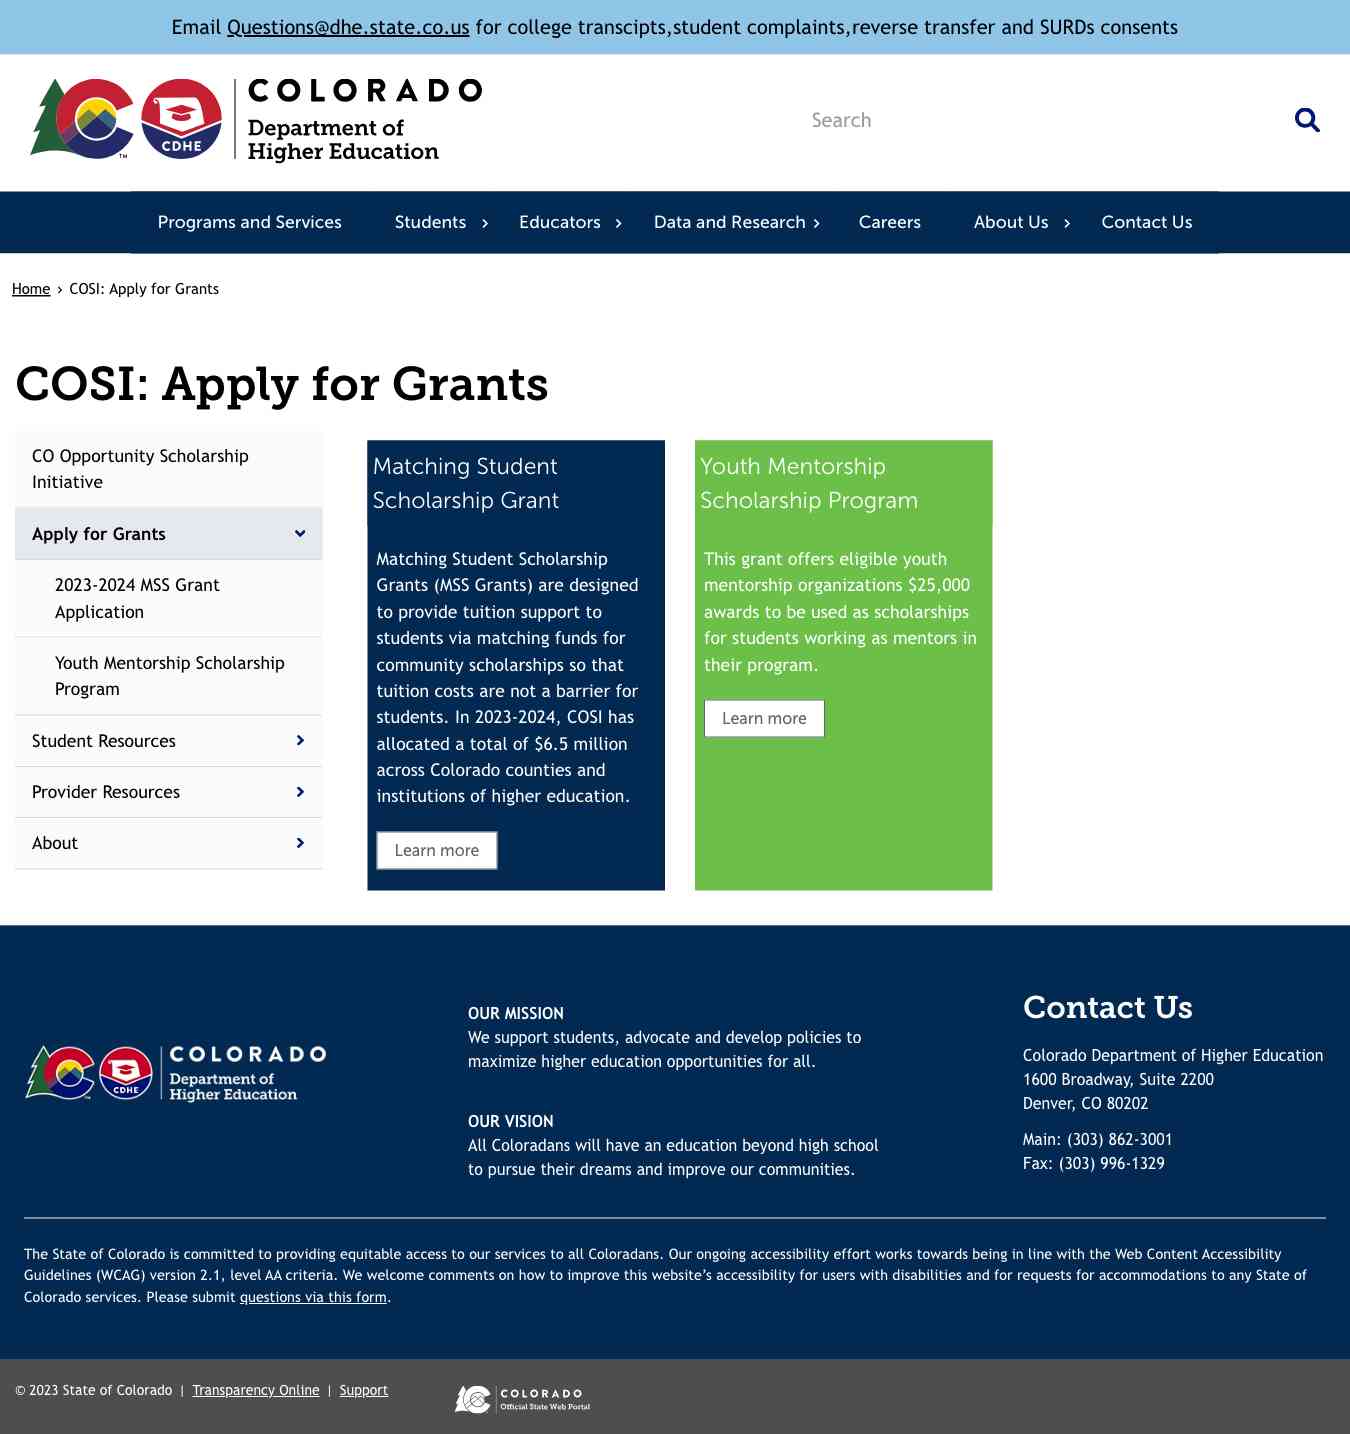 Email Questions@dhe.state.co.us for college transcipts,student complaints,reverse transfer and SURDs consents
CDHE
TM
COLORADO
Department of
Higher Education
Search
Programs and Services
Students
Educators
Data and Research
Careers
About Us
Contact Us
Home › COSI: Apply for Grants
COSI: Apply for Grants
CO Opportunity Scholarship
Initiative
Apply for Grants
2023-2024 MSS Grant
Application
Youth Mentorship Scholarship
Program
Student Resources
Provider Resources
About
Matching Student
Scholarship Grant
Matching Student Scholarship
Grants (MSS Grants) are designed
to provide tuition support to
students via matching funds for
community scholarships so that
tuition costs are not a barrier for
students. In 2023-2024, COSI has
allocated a total of $6.5 million
across Colorado counties and
institutions of higher education.
Learn more
Youth Mentorship
Scholarship Program
This grant offers eligible youth
mentorship organizations $25,000
awards to be used as scholarships
for students working as mentors in
their program.
Learn more
CDHE
COLORADO
Department of
Higher Education
OUR MISSION
We support students, advocate and develop policies to
maximize higher education opportunities for all.
OUR VISION
All Coloradans will have an education beyond high school
to pursue their dreams and improve our communities.
Contact Us
Colorado Department of Higher Education
1600 Broadway, Suite 2200
Denver, CO 80202
Main: (303) 862-3001
Fax: (303) 996-1329
The State of Colorado is committed to providing equitable access to our services to all Coloradans. Our ongoing accessibility effort works towards being in line with the Web Content Accessibility
Guidelines (WCAG) version 2.1, level AA criteria. We welcome comments on how to improve this website’s accessibility for users with disabilities and for requests for accommodations to any State of
Colorado services. Please submit questions via this form.
© 2023 State of Colorado | Transparency Online | Support
COLORADO
Official State Web Portal